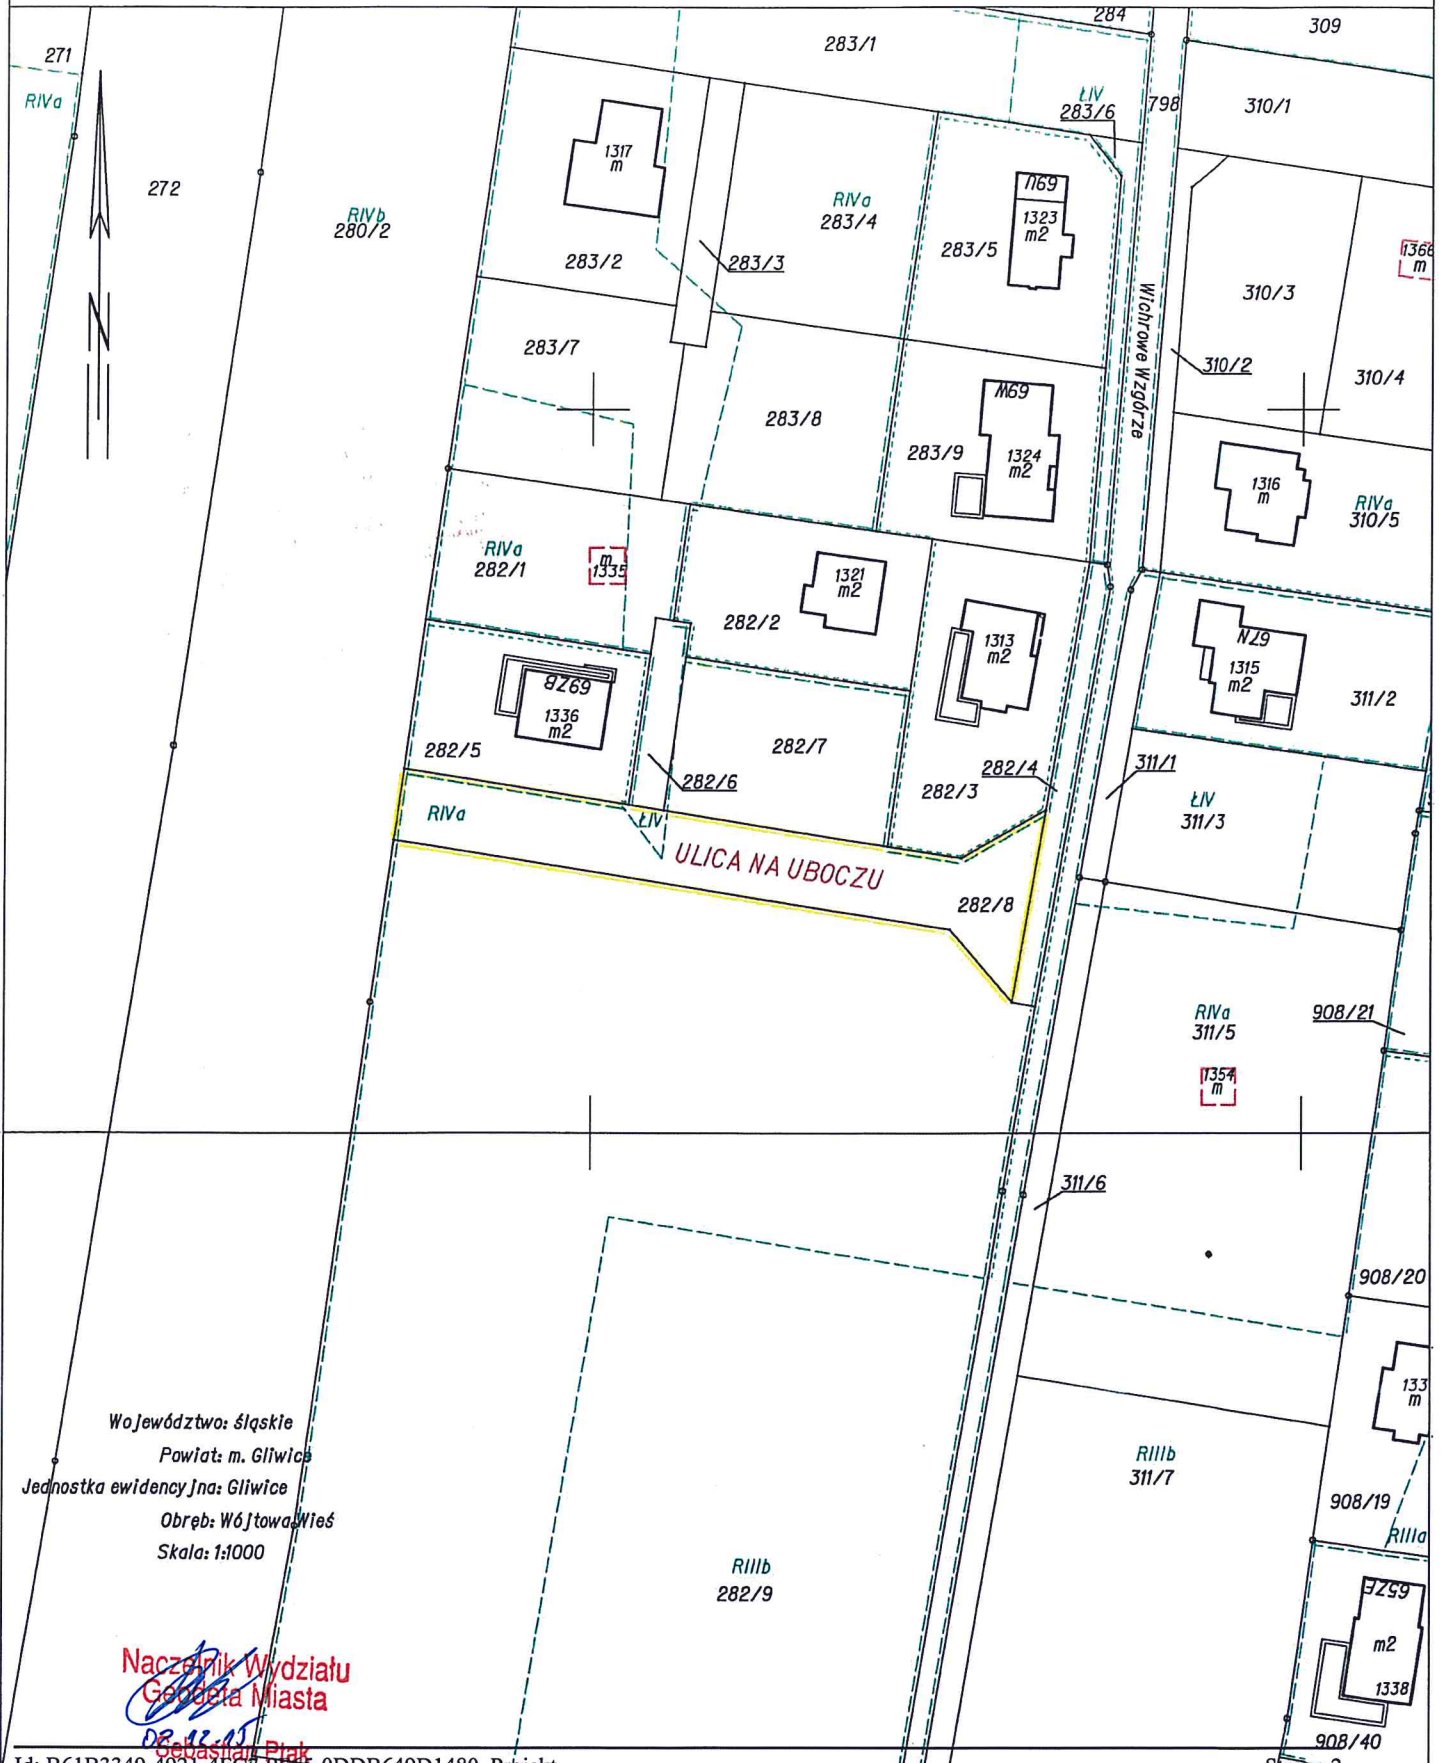 284
309
283/1
271
RIVa
ŁIV
283/6
798
310/1
1317
m
272
RIVb
280/2
RIVa
283/4
1323
m2
283/5
283/2
283/3
1366
m
310/3
Wichrowe Wzgórze
310/2
310/4
283/7
283/8
283/9
1324
m2
1316
m
RIVa
310/5
N
RIVa
282/1
m
1335
1321
m2
282/2
1313
m2
1315
m2
311/2
1336
m2
282/5
282/7
282/6
282/4
282/3
311/1
ŁIV
311/3
RIVa
ŁIV
ULICA NA UBOCZU
282/8
RIVa
311/5
908/21
1354
m
311/6
908/20
133
m
Województwo: śląskie
Powiat: m. Gliwice
Jednostka ewidencyjna: Gliwice
Obręb: Wójtowa Wieś
Skala: 1:1000
RIIIb
311/7
908/19
RIIIa
RIIIb
282/9
m2
1338
908/40
Naczelnik Wydziału
Geodeta Miasta
Sebastian Ptak